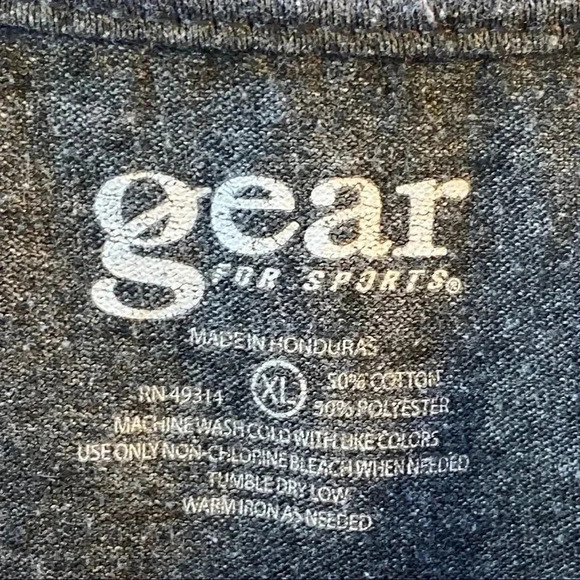 gear
FOR SPORTS®
MADE IN HONDURAS
RN 49314 XL 50% COTTON
50% POLYESTER
MACHINE WASH COLD WITH LIKE COLORS
USE ONLY NON-CHLORINE BLEACH WHEN NEEDED
TUMBLE DRY LOW
WARM IRON AS NEEDED